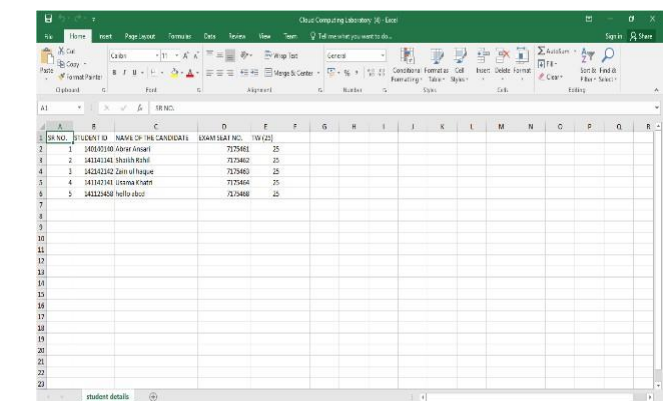 Cloud Computing Laboratory (4) - Excel
File Home Insert Page Layout Formulas Data Review View Team Tell me what you want to do... Sign in Share
Cut
Copy
Format Painter
Paste
Calibri 11
Wrap Text
Merge & Center
General
Conditional Formatting Format as Table Cell Styles
Insert Delete Format
AutoSum
Fill
Clear
Sort & Filter Find & Select
Clipboard Font Alignment Number Styles Cells Editing
A1 SR NO.
A B C D E F G H I J K L M N O P Q R
1 SR NO. STUDENT ID NAME OF THE CANDIDATE EXAM SEAT NO. TW (25)
2 1 140140140 Abrar Ansari 7175461 25
3 2 141141141 Shaikh Rahil 7175462 25
4 3 142142142 Zain ul haque 7175463 25
5 4 141142141 Usama Khatri 7175464 25
6 5 141125458 hello abcd 7175468 25
7
8
9
10
11
12
13
14
15
16
17
18
19
20
21
22
23
student details